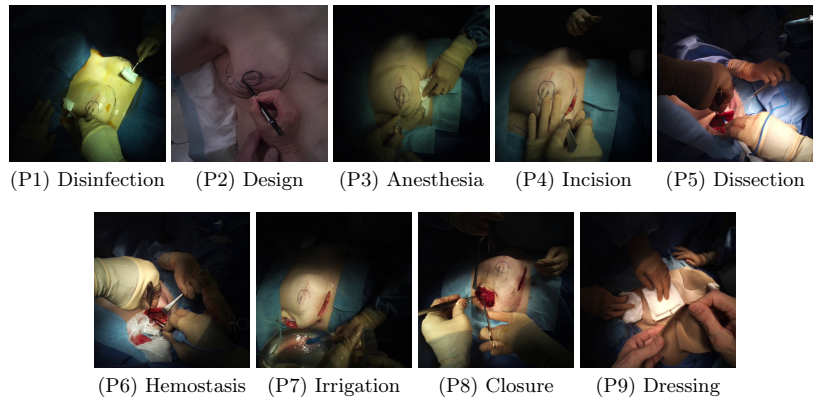 (P1) Disinfection (P2) Design (P3) Anesthesia (P4) Incision (P5) Dissection
(P6) Hemostasis (P7) Irrigation (P8) Closure (P9) Dressing